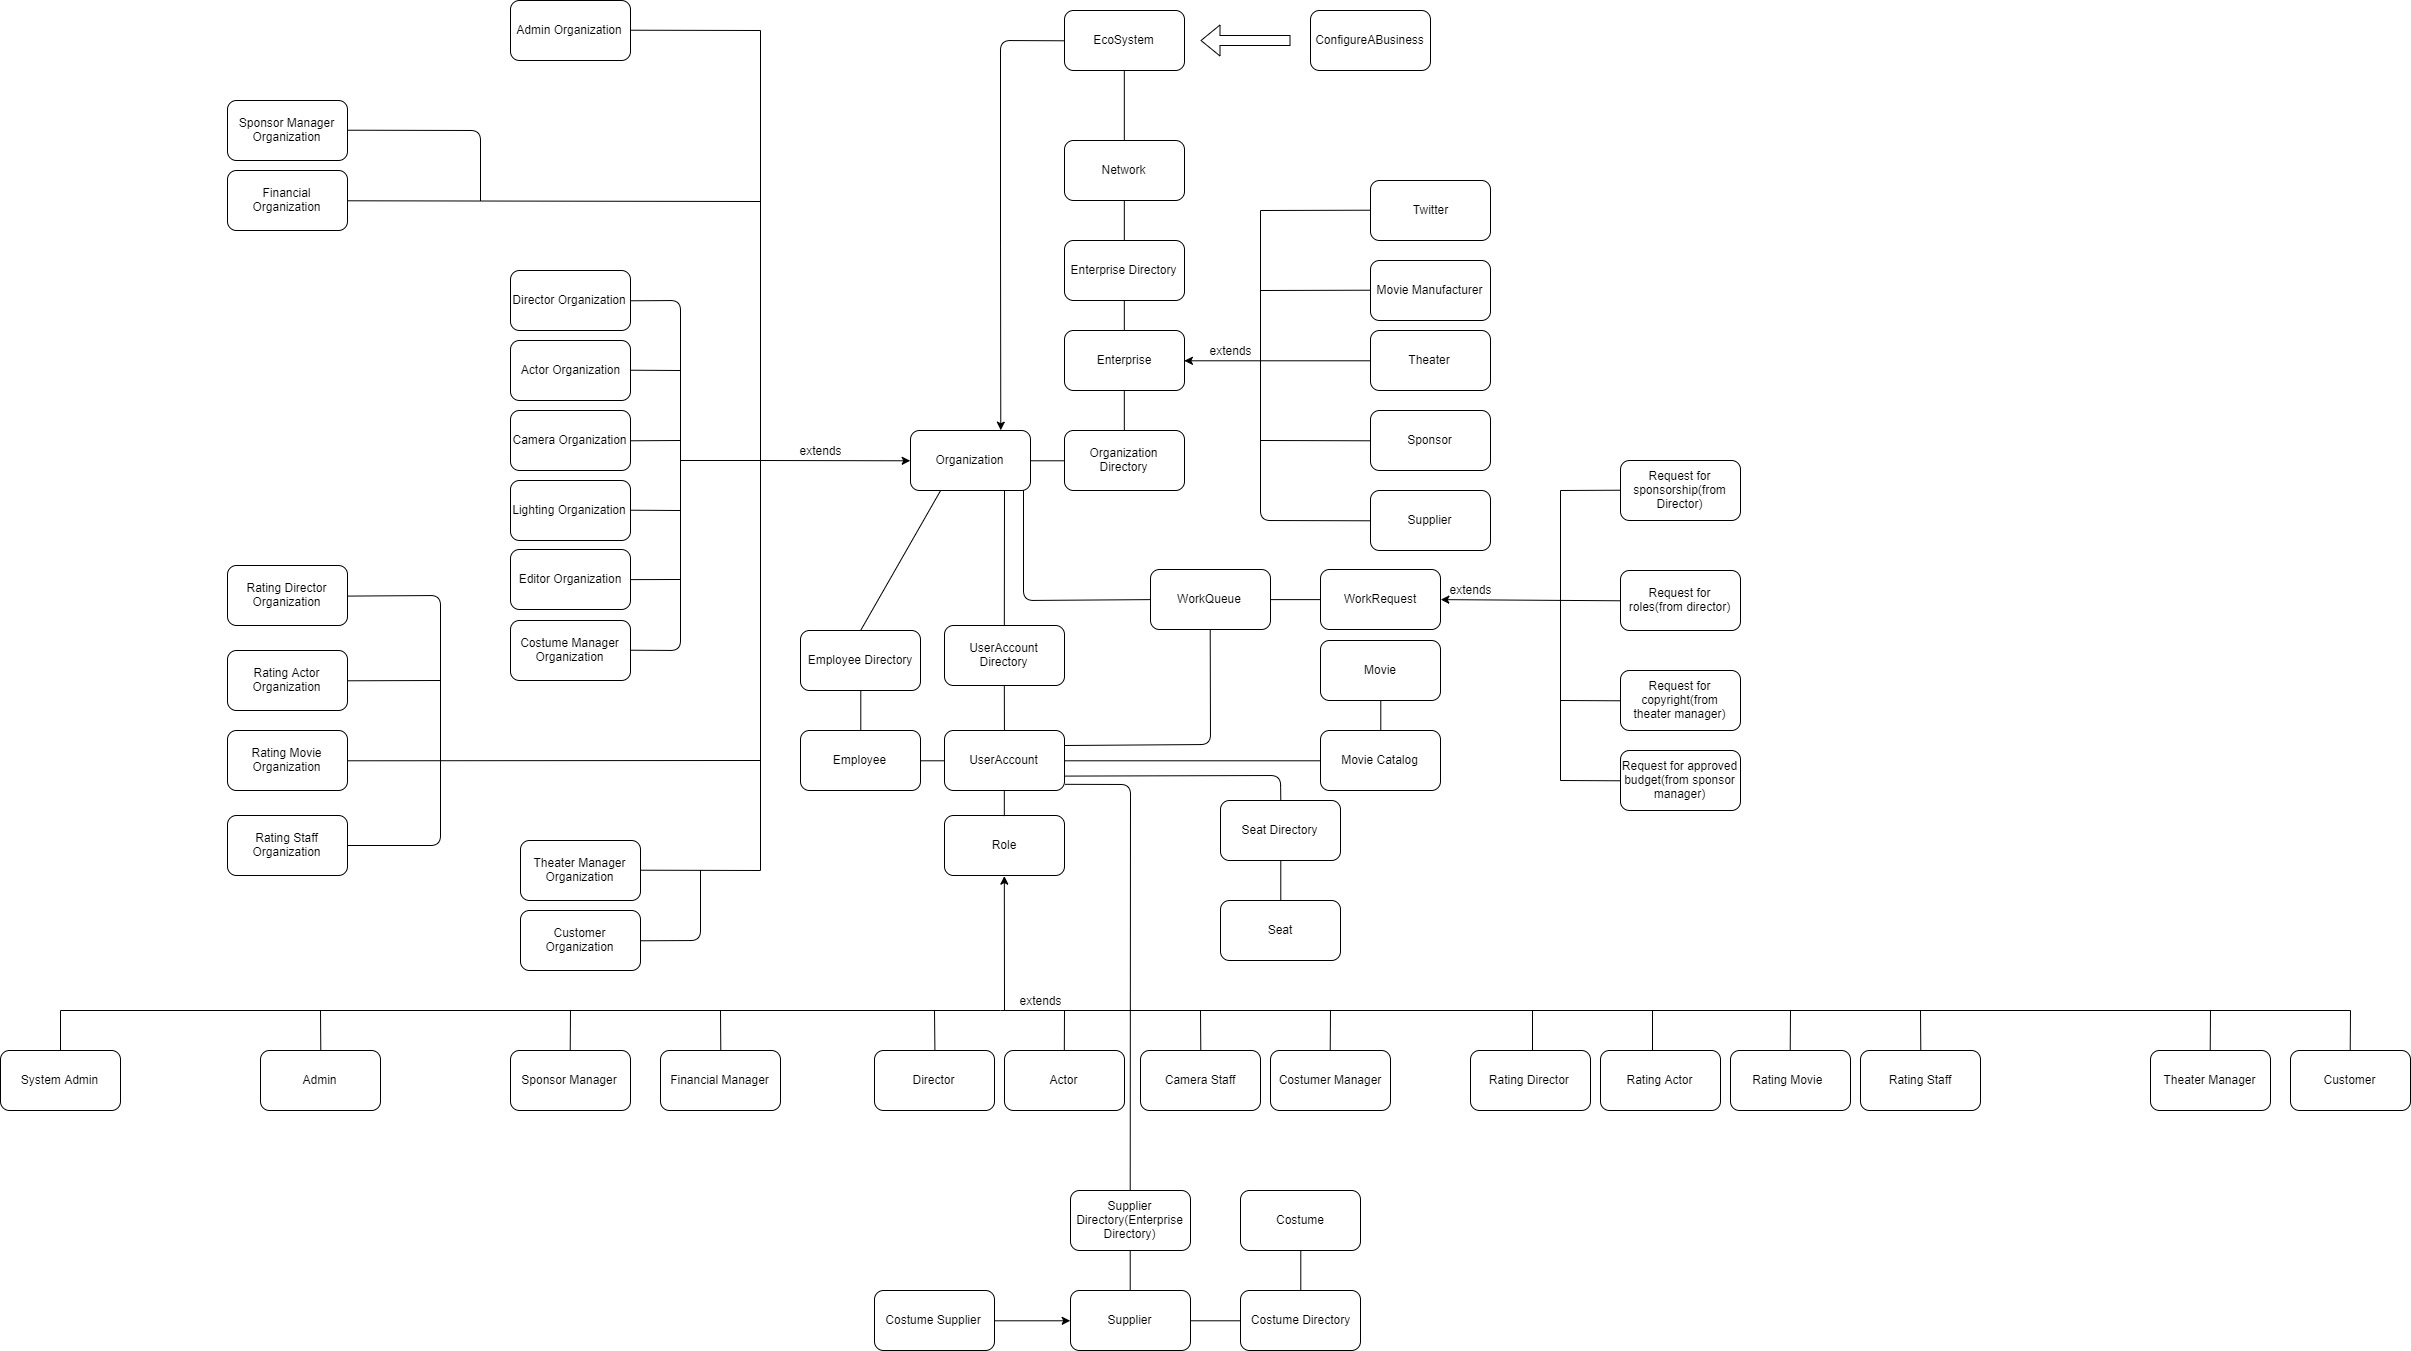 Admin Organization
EcoSystem
ConfigureABusiness
Sponsor Manager
Organization
Financial
Organization
Network
Twitter
Enterprise Directory
Movie Manufacturer
Director Organization
Enterprise
extends
Theater
Actor Organization
Camera Organization
extends
Organization
Organization
Directory
Sponsor
Lighting Organization
Supplier
Request for
sponsorship(from
Director)
Editor Organization
WorkQueue
WorkRequest
extends
Request for
roles(from director)
Rating Director
Organization
Costume Manager
Organization
Employee Directory
UserAccount
Directory
Movie
Rating Actor
Organization
Request for
copyright(from
theater manager)
Rating Movie
Organization
Employee
UserAccount
Movie Catalog
Request for approved
budget(from sponsor
manager)
Rating Staff
Organization
Theater Manager
Organization
Role
Seat Directory
Customer
Organization
Seat
extends
System Admin
Admin
Sponsor Manager
Financial Manager
Director
Actor
Camera Staff
Costumer Manager
Rating Director
Rating Actor
Rating Movie
Rating Staff
Theater Manager
Customer
Supplier
Directory(Enterprise
Directory)
Costume
Costume Supplier
Supplier
Costume Directory